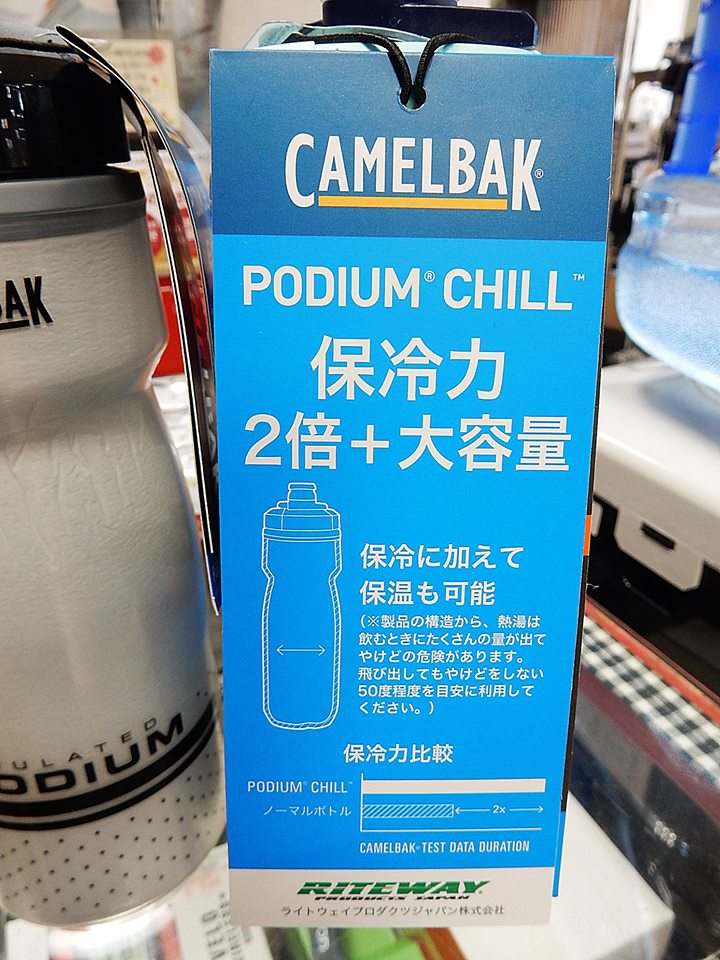 CAMELBAK®
PODIUM® CHILL™
保冷力
2倍＋大容量
保冷に加えて
保温も可能
(※製品の構造から、熱湯は
飲むときにたくさんの量が出て
やけどの危険があります。
飛び出してもやけどをしない
50度程度を目安に利用して
ください。)
保冷力比較
PODIUM® CHILL™
ノーマルボトル
2x
CAMELBAK® TEST DATA DURATION
RITEWAY
PRODUCTS JAPAN
ライトウェイプロダクツジャパン株式会社
AK
ULATED
ODIUM